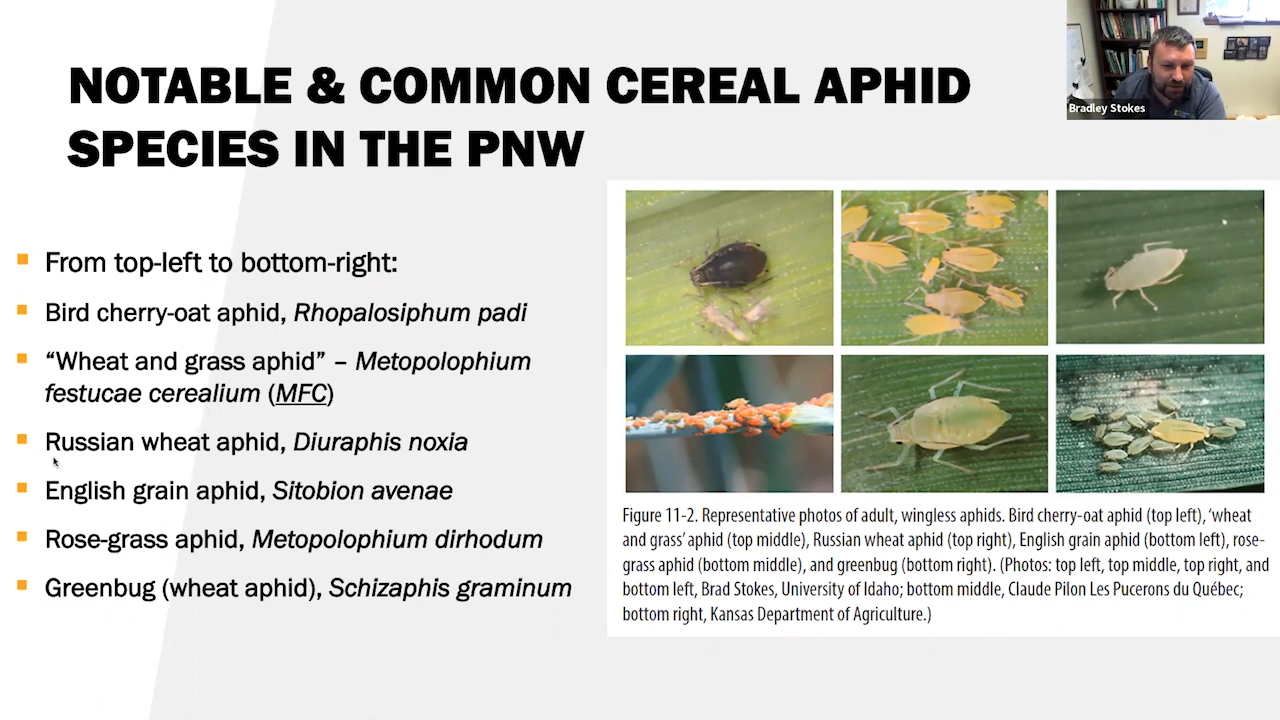 NOTABLE & COMMON CEREAL APHID
SPECIES IN THE PNW
Bradley Stokes
From top-left to bottom-right:
Bird cherry-oat aphid, Rhopalosiphum padi
“Wheat and grass aphid” – Metopolophium
festucae cerealium (MFC)
Russian wheat aphid, Diuraphis noxia
English grain aphid, Sitobion avenae
Rose-grass aphid, Metopolophium dirhodum
Greenbug (wheat aphid), Schizaphis graminum
Figure 11-2. Representative photos of adult, wingless aphids. Bird cherry-oat aphid (top left), ‘wheat
and grass’ aphid (top middle), Russian wheat aphid (top right), English grain aphid (bottom left), rose-
grass aphid (bottom middle), and greenbug (bottom right). (Photos: top left, top middle, top right, and
bottom left, Brad Stokes, University of Idaho; bottom middle, Claude Pilon Les Pucerons du Québec;
bottom right, Kansas Department of Agriculture.)